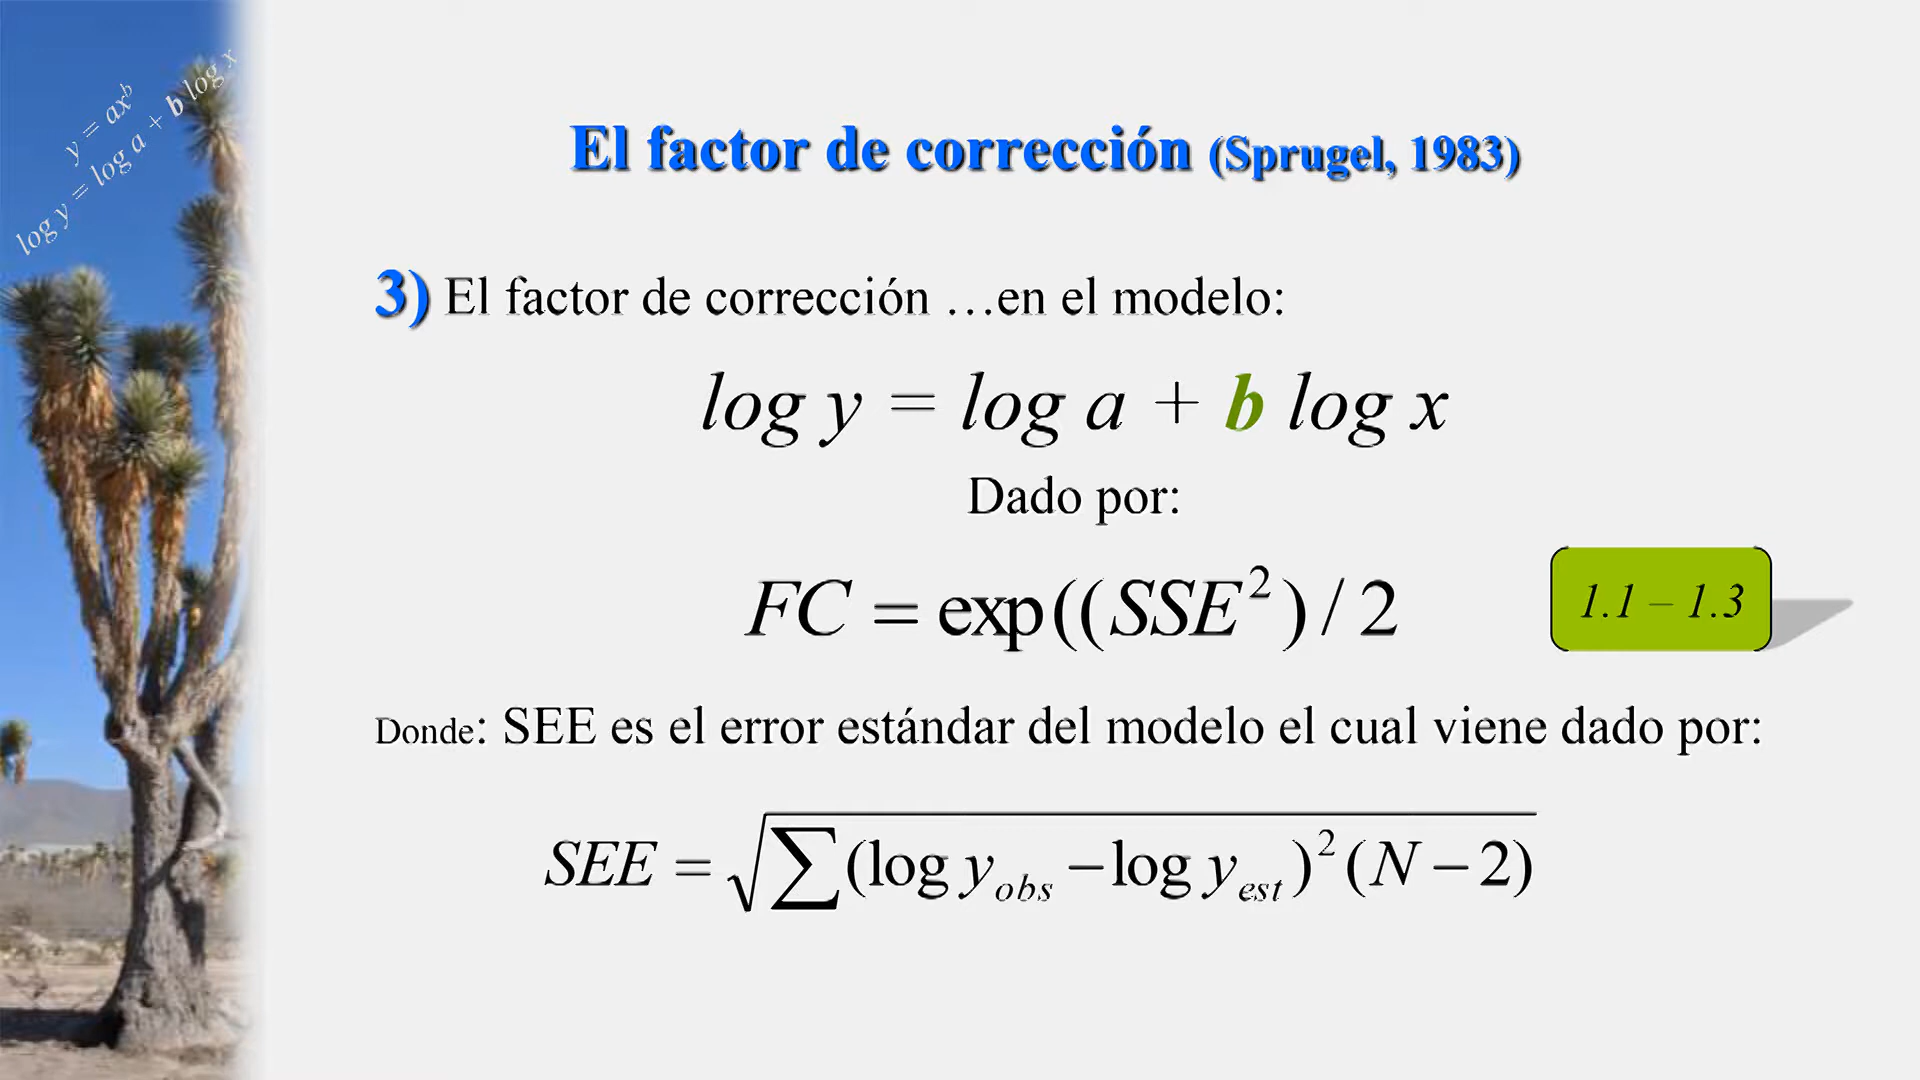 y = axᵇ
log y = log a + b log x
El factor de corrección (Sprugel, 1983)
3) El factor de corrección …en el modelo:
log y = log a + b log x
Dado por:
FC = exp((SSE²)/2
1.1 – 1.3
Donde: SEE es el error estándar del modelo el cual viene dado por:
SEE = √∑(log y_obs − log y_est)²(N − 2)